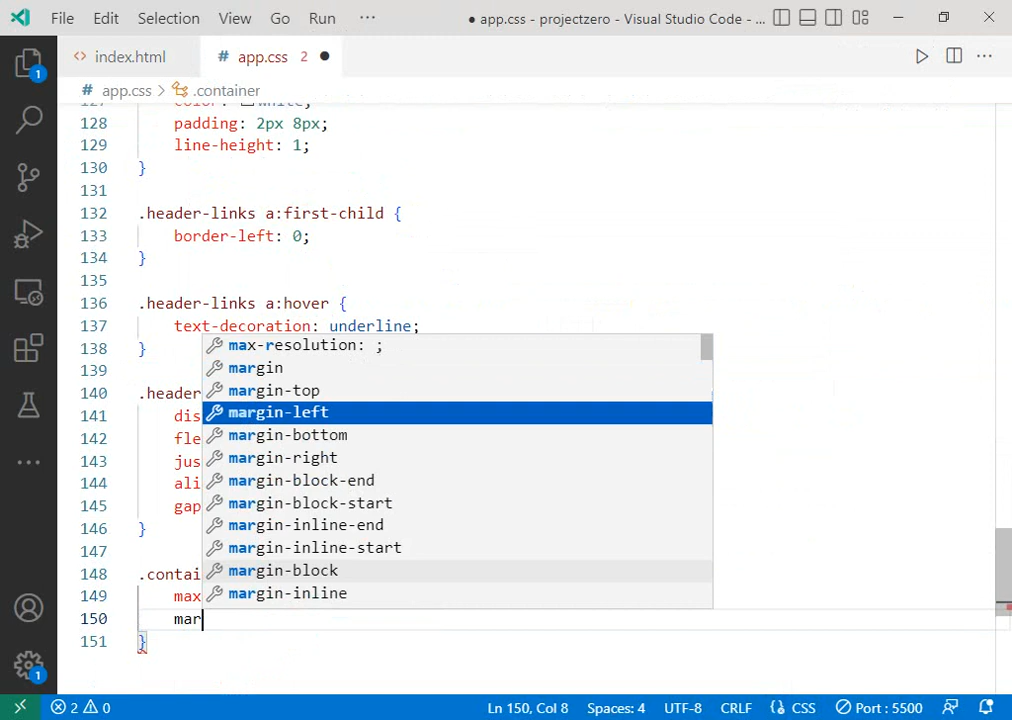 File Edit Selection View Go Run ··· ● app.css - projectzero - Visual Studio Code - ...
<> index.html # app.css 2 ●
# app.css > .container
128 padding: 2px 8px;
129 line-height: 1;
130 }
131
132 .header-links a:first-child {
133 border-left: 0;
134 }
135
136 .header-links a:hover {
137 text-decoration: underline;
138 }
max-resolution: ;
139
margin
140 .header
margin-top
141 dis
margin-left
142 fle
margin-bottom
143 jus
margin-right
144 ali
margin-block-end
145 gap
margin-block-start
146 }
margin-inline-end
147
margin-inline-start
148 .contai
margin-block
149 max
margin-inline
150 mar
151 }
1
1
2 0 Ln 150, Col 8 Spaces: 4 UTF-8 CRLF {} CSS Port : 5500